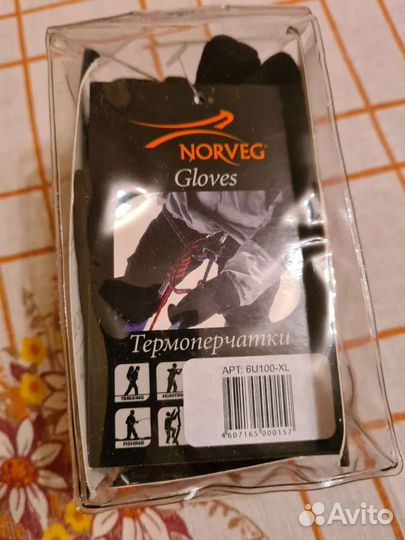 NORVEG
Gloves
Термоперчатки
АРТ: 6U100-XL
TREKKING
HUNTING
4607165000157
FISHING
Avito